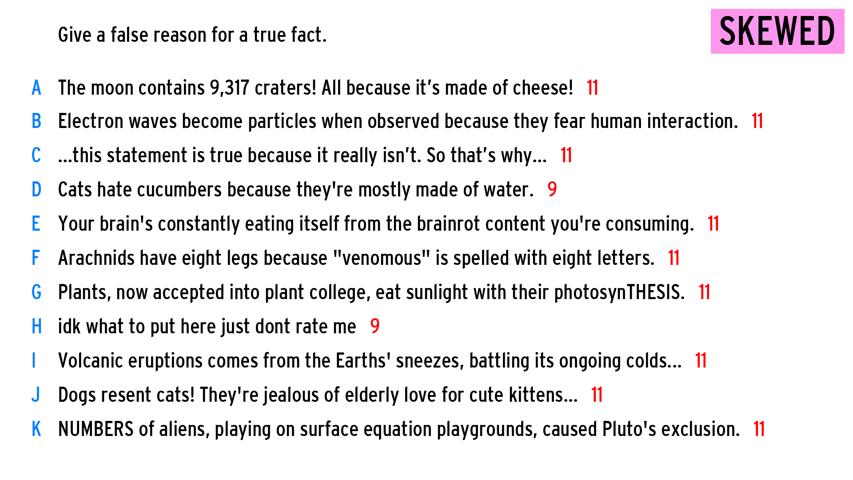 Give a false reason for a true fact.
SKEWED
A The moon contains 9,317 craters! All because it's made of cheese! 11
B Electron waves become particles when observed because they fear human interaction. 11
C ...this statement is true because it really isn't. So that's why... 11
D Cats hate cucumbers because they're mostly made of water. 9
E Your brain's constantly eating itself from the brainrot content you're consuming. 11
F Arachnids have eight legs because "venomous" is spelled with eight letters. 11
G Plants, now accepted into plant college, eat sunlight with their photosynTHESIS. 11
H idk what to put here just dont rate me 9
I Volcanic eruptions comes from the Earths' sneezes, battling its ongoing colds... 11
J Dogs resent cats! They're jealous of elderly love for cute kittens... 11
K NUMBERS of aliens, playing on surface equation playgrounds, caused Pluto's exclusion. 11